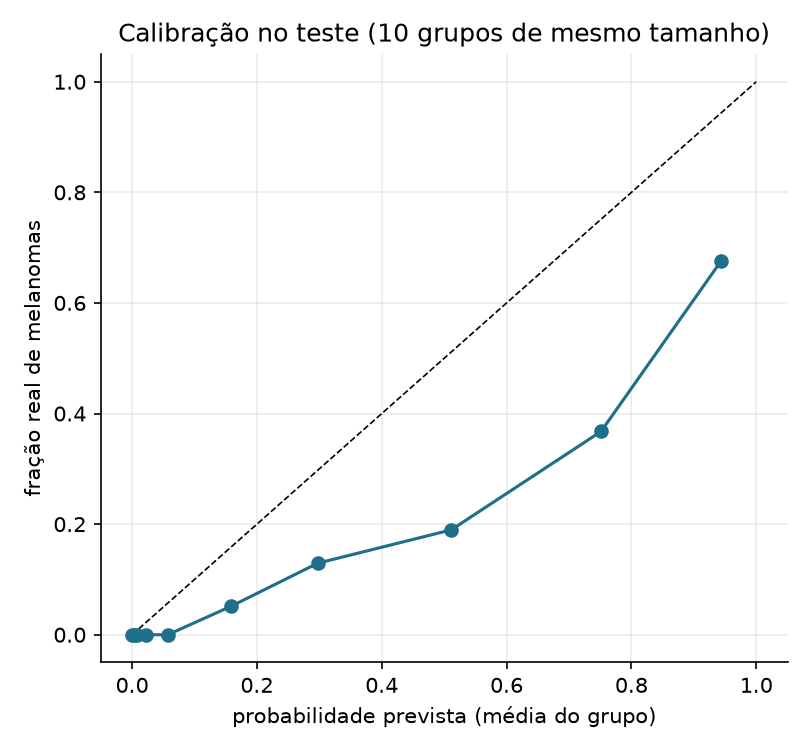 Calibração no teste (10 grupos de mesmo tamanho)
fração real de melanomas
1.0
0.8
0.6
0.4
0.2
0.0
0.0 0.2 0.4 0.6 0.8 1.0
probabilidade prevista (média do grupo)